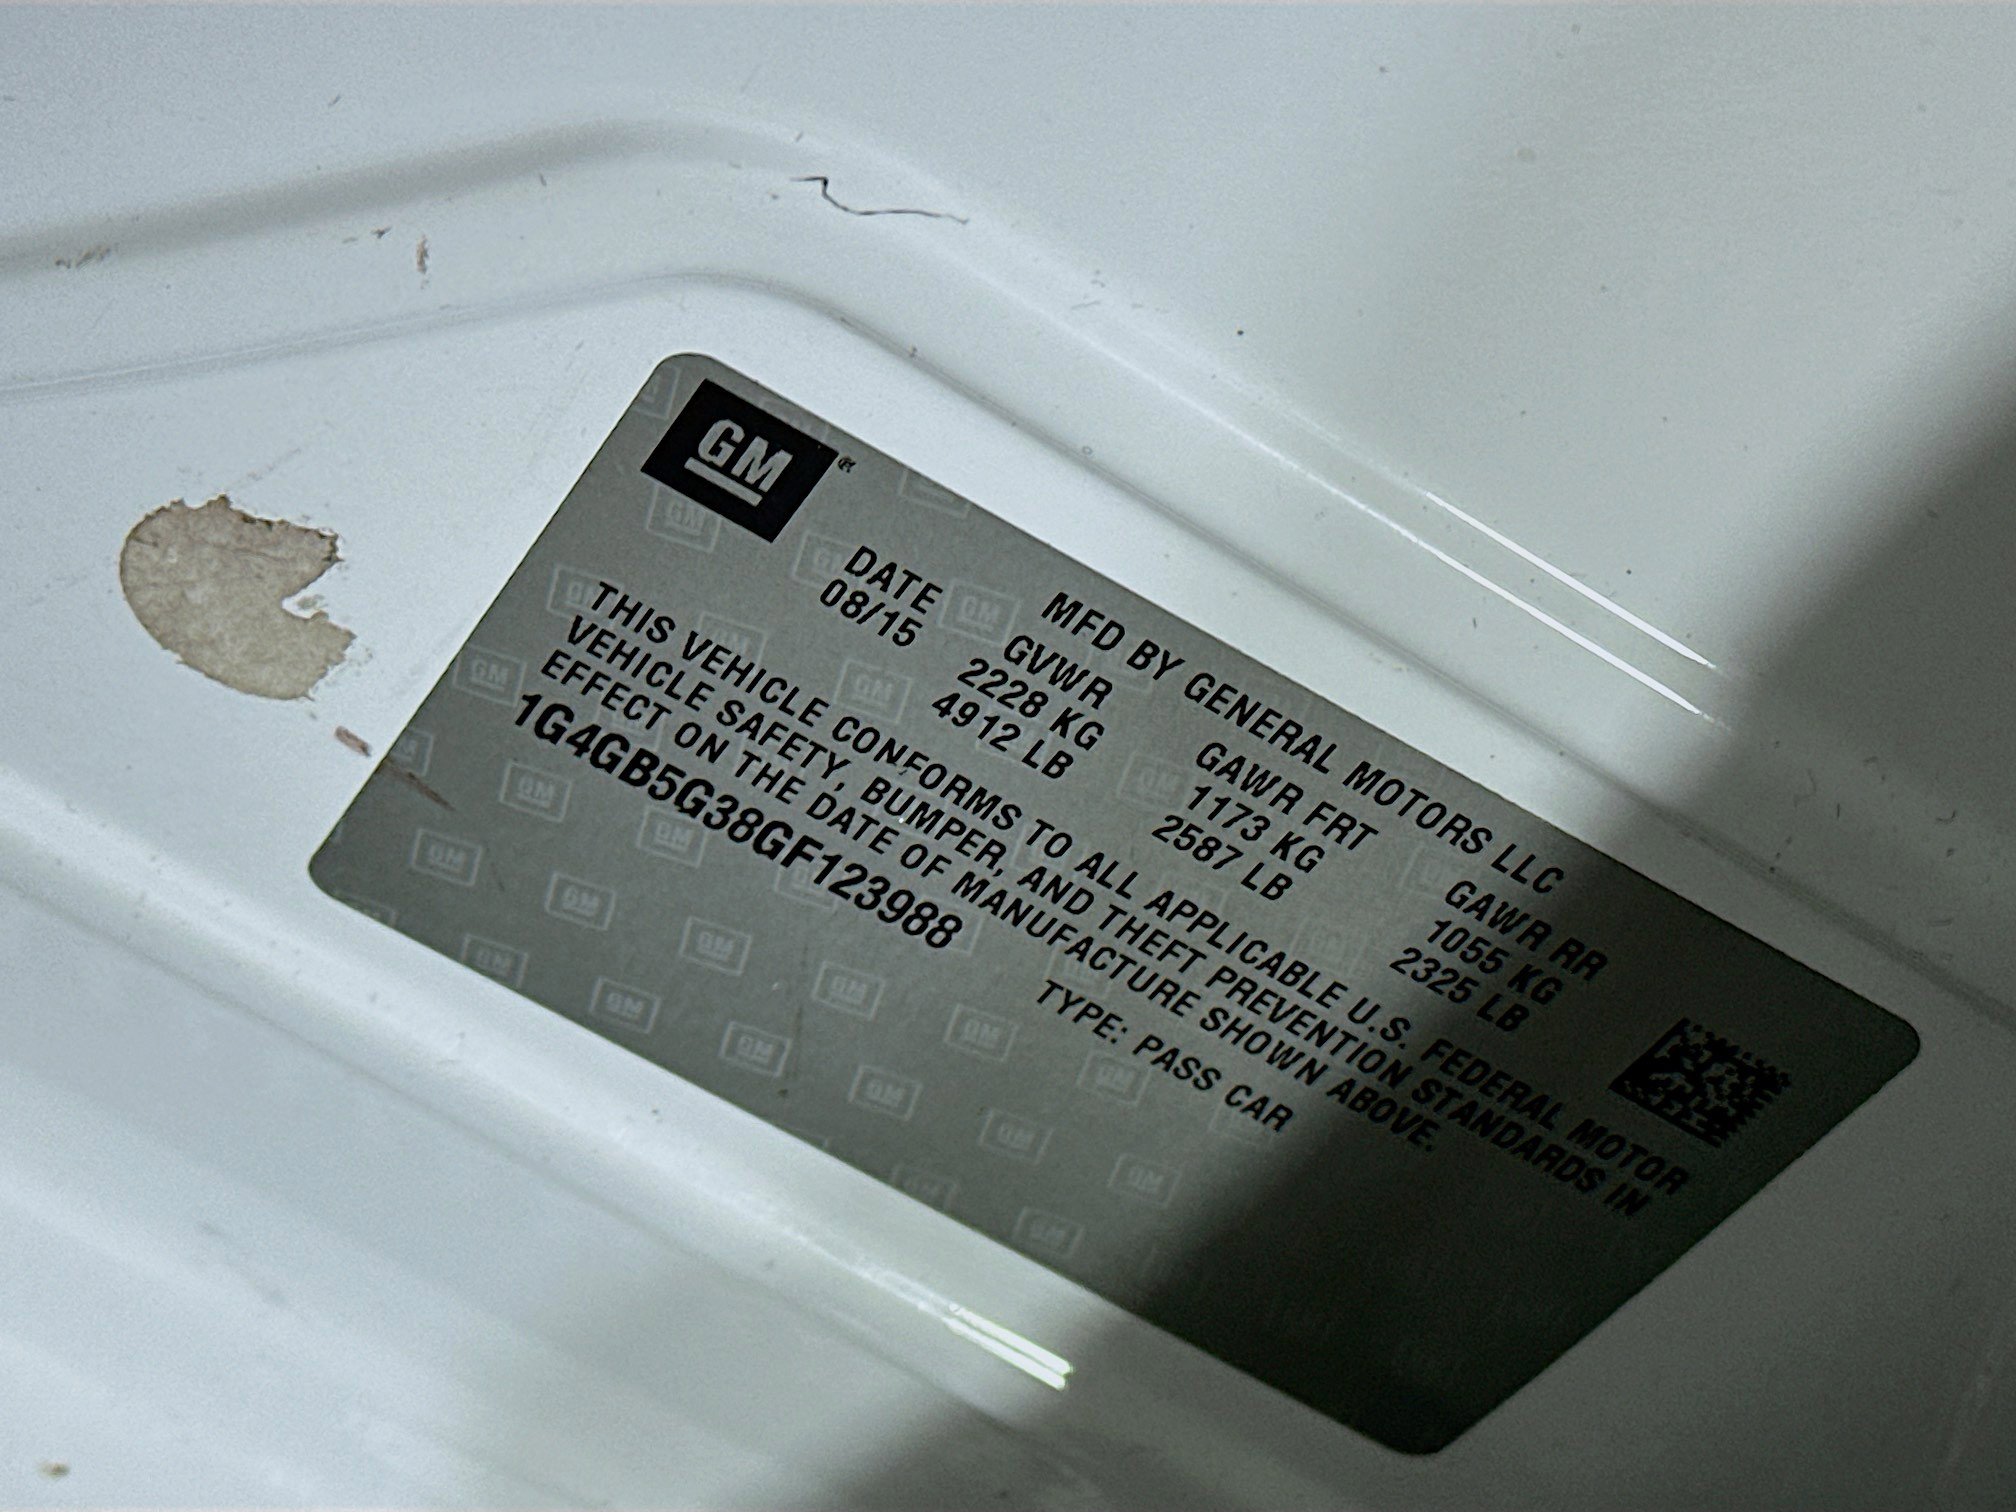 GM
MFD BY GENERAL MOTORS LLC
DATE GVWR GAWR FRT GAWR RR
08/15 2228 KG 1173 KG 1055 KG
4912 LB 2587 LB 2325 LB
THIS VEHICLE CONFORMS TO ALL APPLICABLE U.S. FEDERAL MOTOR
VEHICLE SAFETY, BUMPER, AND THEFT PREVENTION STANDARDS IN
EFFECT ON THE DATE OF MANUFACTURE SHOWN ABOVE.
1G4GB5G38GF123988 TYPE: PASS CAR